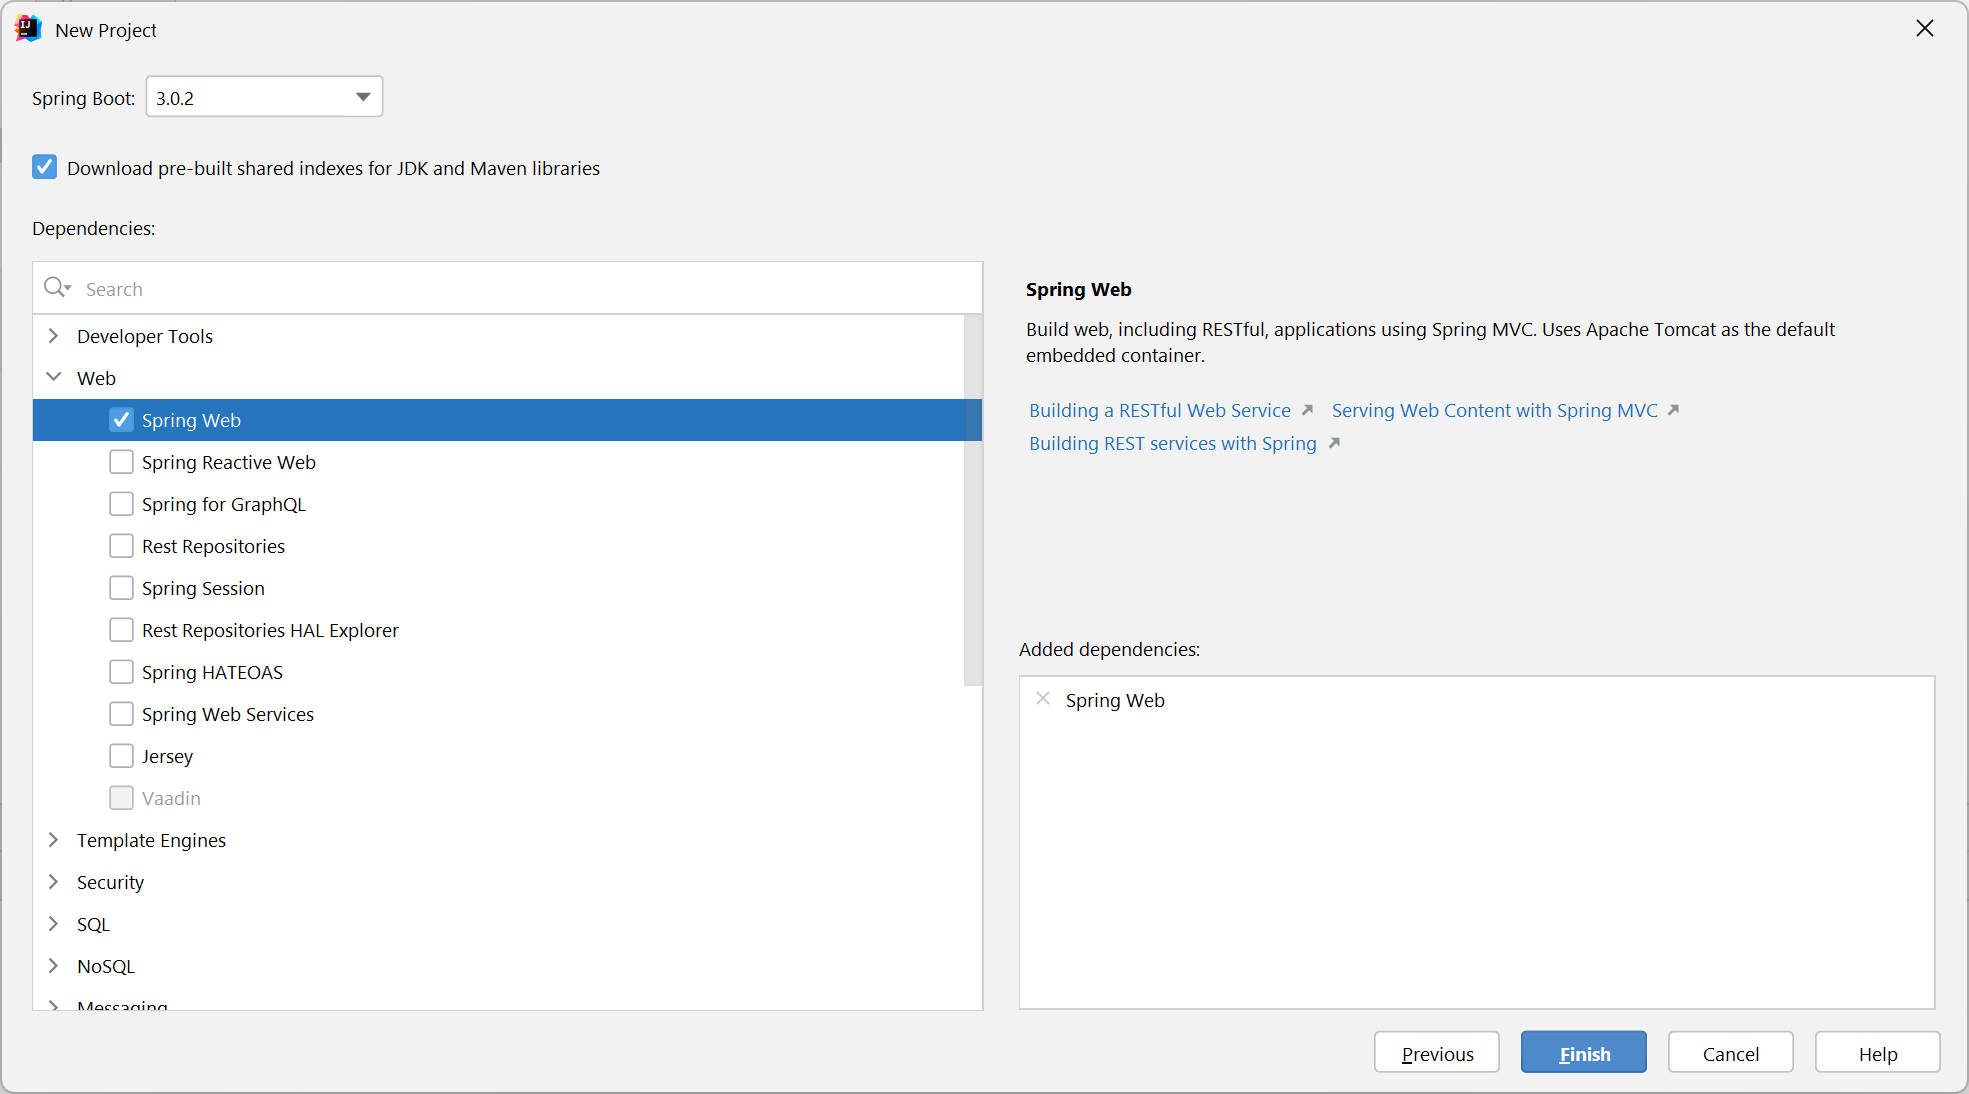 New Project
Spring Boot: 3.0.2
Download pre-built shared indexes for JDK and Maven libraries
Dependencies:
Search
Developer Tools
Web
Spring Web
Spring Reactive Web
Spring for GraphQL
Rest Repositories
Spring Session
Rest Repositories HAL Explorer
Spring HATEOAS
Spring Web Services
Jersey
Vaadin
Template Engines
Security
SQL
NoSQL
Messaging
Spring Web
Build web, including RESTful, applications using Spring MVC. Uses Apache Tomcat as the default
embedded container.
Building a RESTful Web Service Serving Web Content with Spring MVC
Building REST services with Spring
Added dependencies:
Spring Web
Previous Finish Cancel Help